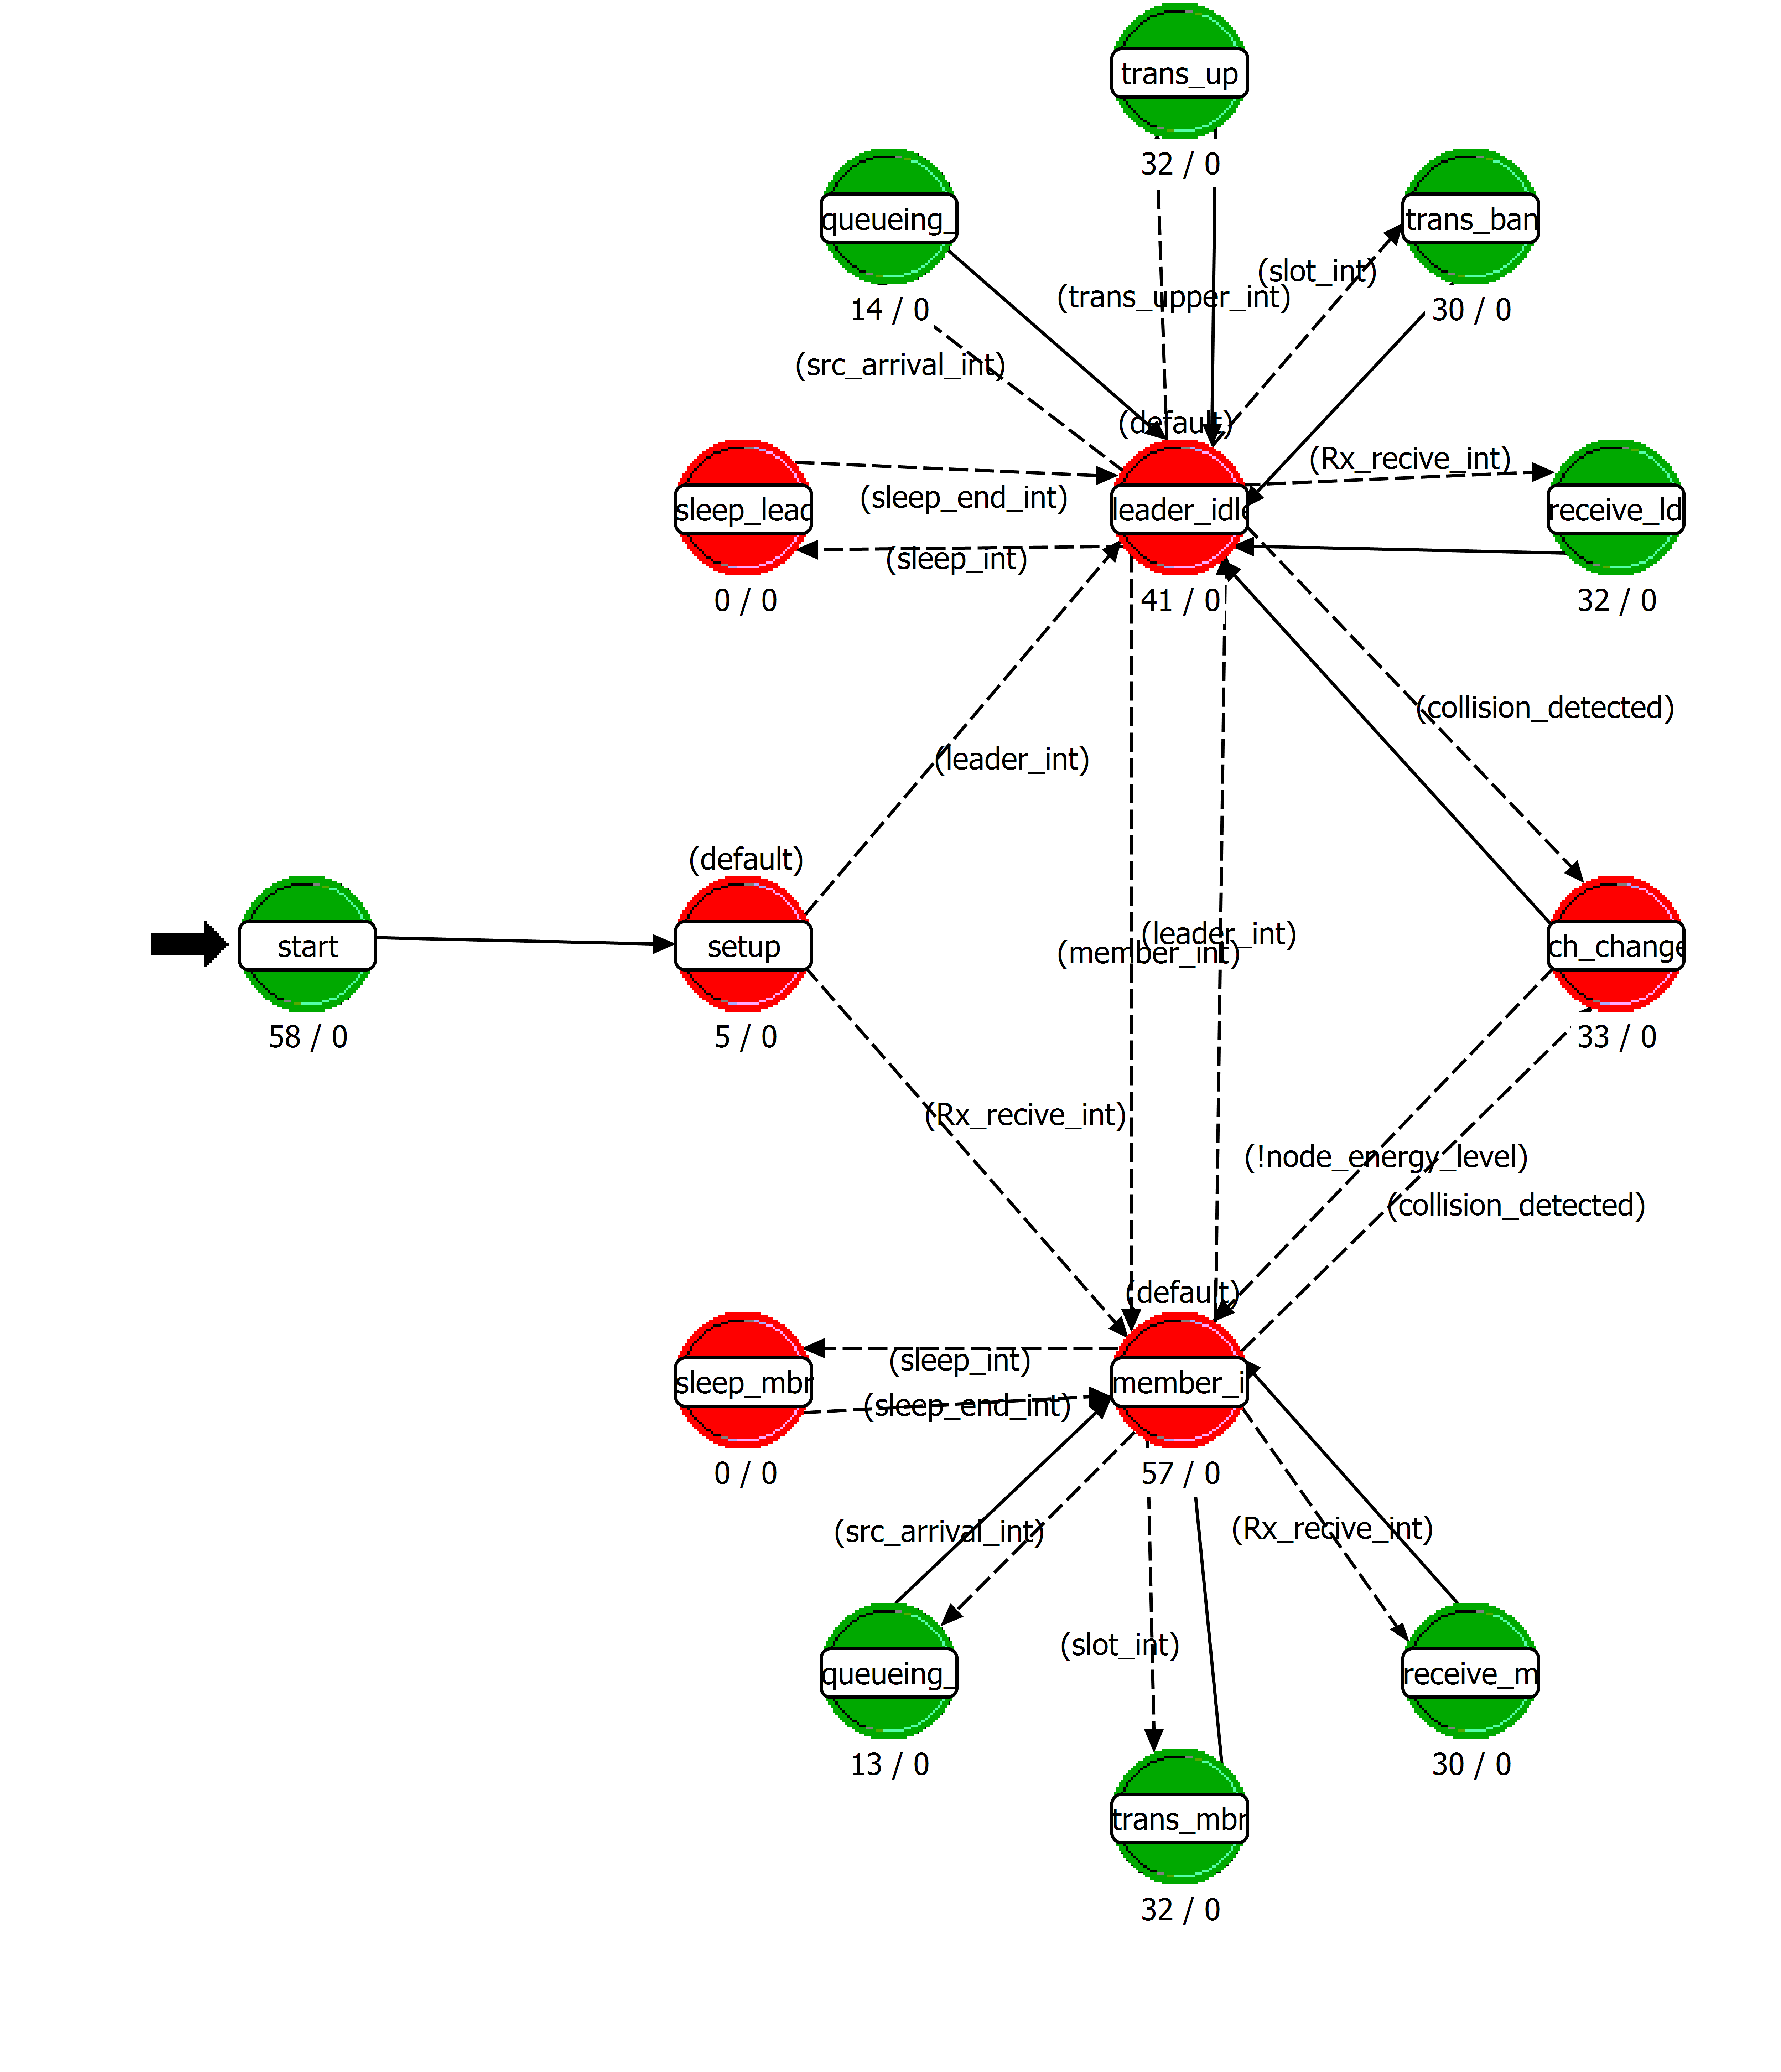 trans_up
32 / 0
queueing_
14 / 0
trans_ban
30 / 0
(slot_int)
(trans_upper_int)
(src_arrival_int)
(default)
(Rx_recive_int)
sleep_lead
0 / 0
(sleep_end_int)
(sleep_int)
leader_idle
41 / 0
receive_ld
32 / 0
(collision_detected)
(leader_int)
(default)
start
58 / 0
setup
5 / 0
(leader_int)
(member_int)
ch_change
33 / 0
(Rx_recive_int)
(!node_energy_level)
(collision_detected)
(default)
sleep_mbr
0 / 0
(sleep_int)
(sleep_end_int)
member_i
57 / 0
(src_arrival_int)
(Rx_recive_int)
(slot_int)
queueing_
13 / 0
receive_m
30 / 0
trans_mbr
32 / 0